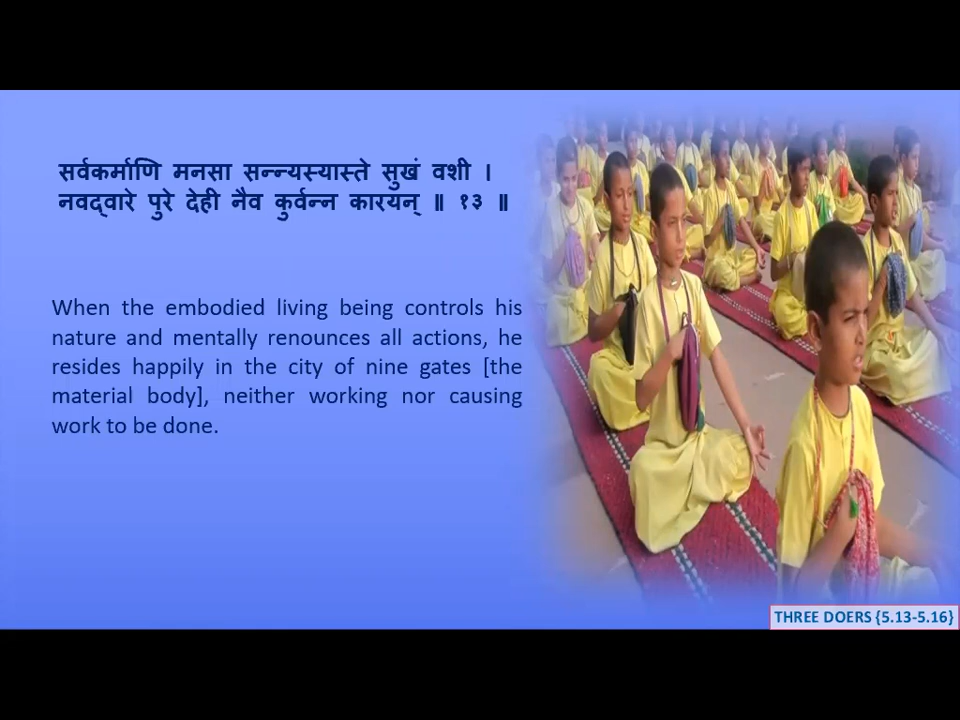 सर्वकर्माणि मनसा सन्न्यस्यास्ते सुखं वशी ।
नवद्वारे पुरे देही नैव कुर्वन्न कारयन् ॥ १३ ॥
When the embodied living being controls his
nature and mentally renounces all actions, he
resides happily in the city of nine gates [the
material body], neither working nor causing
work to be done.
THREE DOERS {5.13-5.16}